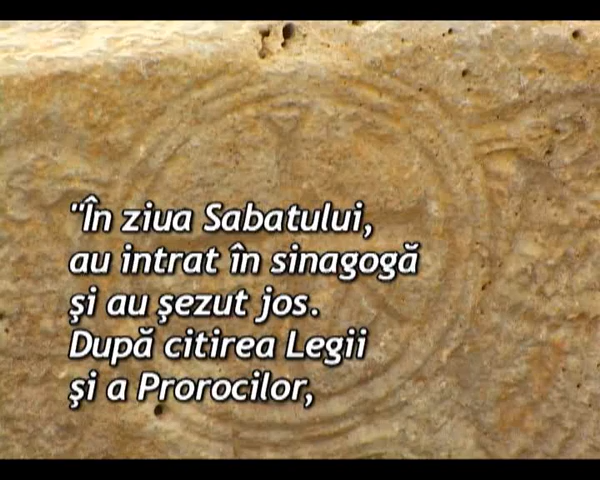 "În ziua Sabatului,
au intrat în sinagogă
şi au şezut jos.
După citirea Legii
şi a Prorocilor,